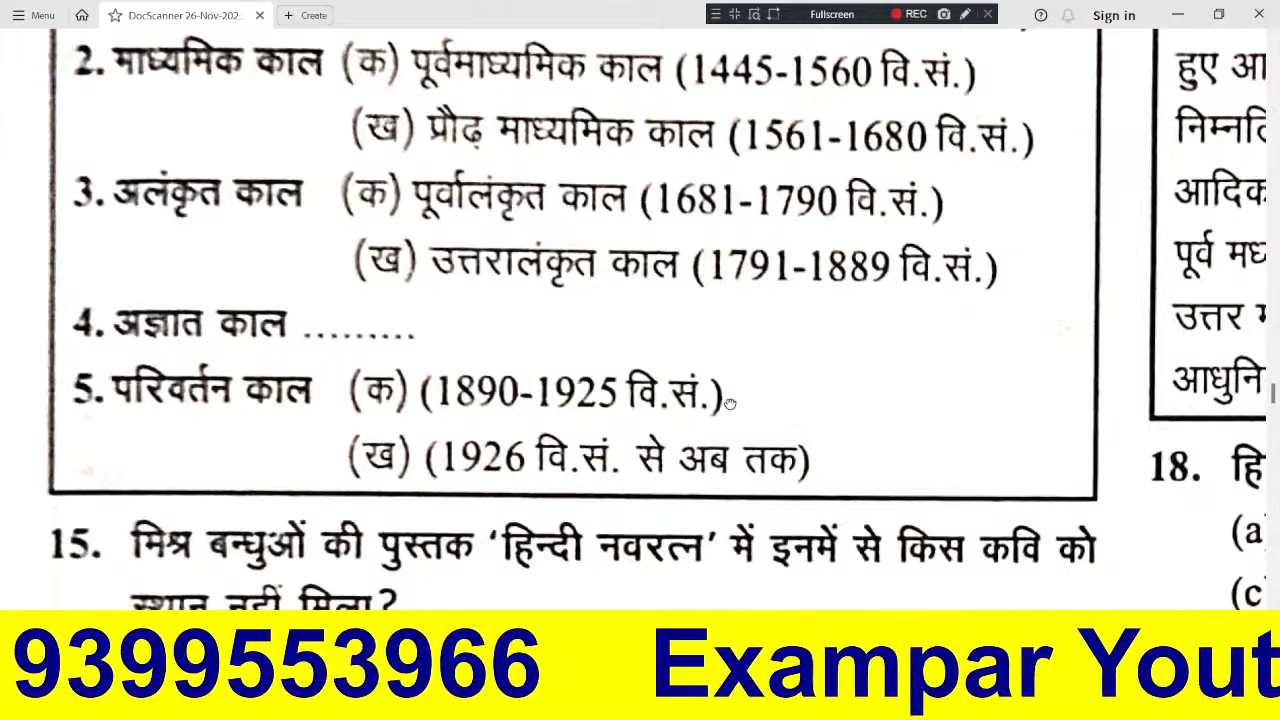 Menu DocScanner 26-Nov-202... × + Create Fullscreen REC Sign in
2. माध्यमिक काल (क) पूर्वमाध्यमिक काल (1445-1560 वि.सं.)
(ख) प्रौढ़ माध्यमिक काल (1561-1680 वि.सं.)
3. अलंकृत काल (क) पूर्वालंकृत काल (1681-1790 वि.सं.)
(ख) उत्तरालंकृत काल (1791-1889 वि.सं.)
4. अज्ञात काल .........
5. परिवर्तन काल (क) (1890-1925 वि.सं.)
(ख) (1926 वि.सं. से अब तक)
15. मिश्र बन्धुओं की पुस्तक 'हिन्दी नवरत्न' में इनमें से किस कवि को
स्थान नहीं मिला?
हुए आ
आदिक
पूर्व मध
उत्तर
आधुनि
18. हि
(a)
(c
9399553966 Exampar Yout